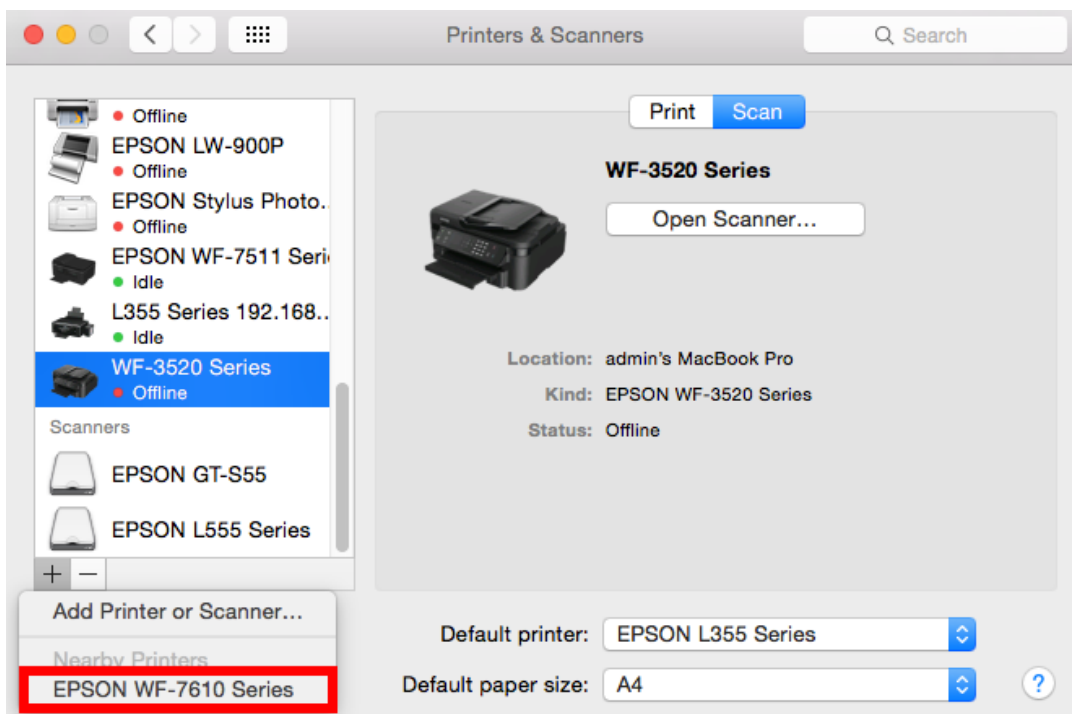 Printers & Scanners
Search
Offline
EPSON LW-900P
Offline
EPSON Stylus Photo.
Offline
EPSON WF-7511 Seri
Idle
L355 Series 192.168..
Idle
WF-3520 Series
Offline
Scanners
EPSON GT-S55
EPSON L555 Series
+ −
Add Printer or Scanner...
Nearby Printers
EPSON WF-7610 Series
Print Scan
WF-3520 Series
Open Scanner...
Location: admin's MacBook Pro
Kind: EPSON WF-3520 Series
Status: Offline
Default printer: EPSON L355 Series
Default paper size: A4
?